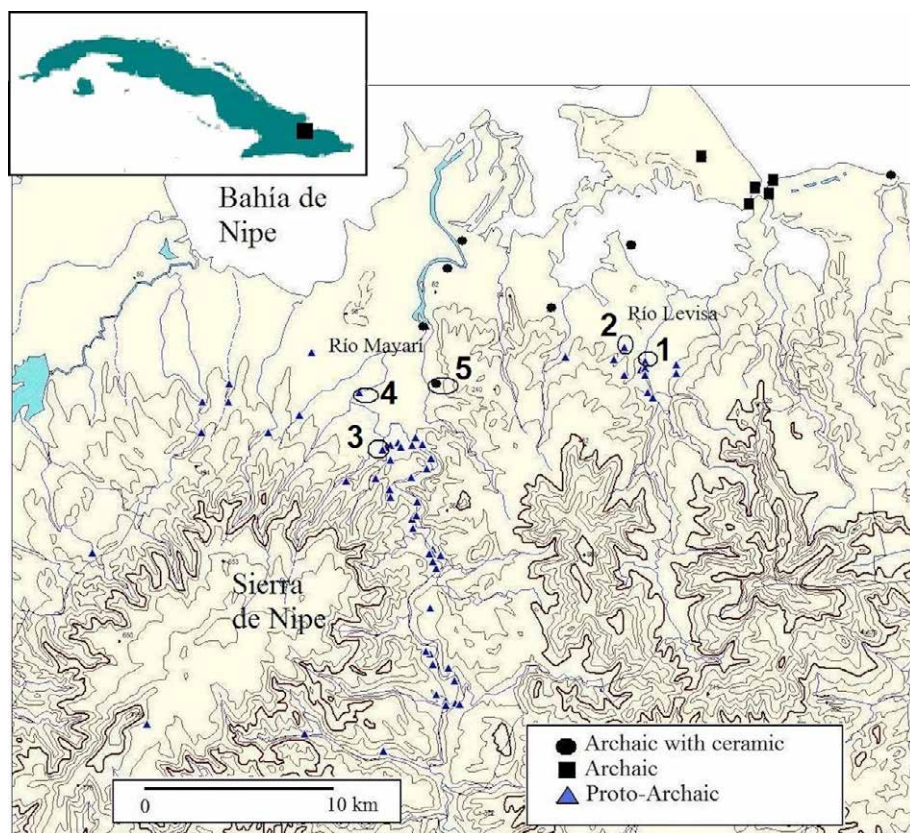 Bahía de
Nipe
2
Río Levisa
1
Río Mayarí
4
5
3
Sierra
de Nipe
Archaic with ceramic
Archaic
Proto-Archaic
0
10 km